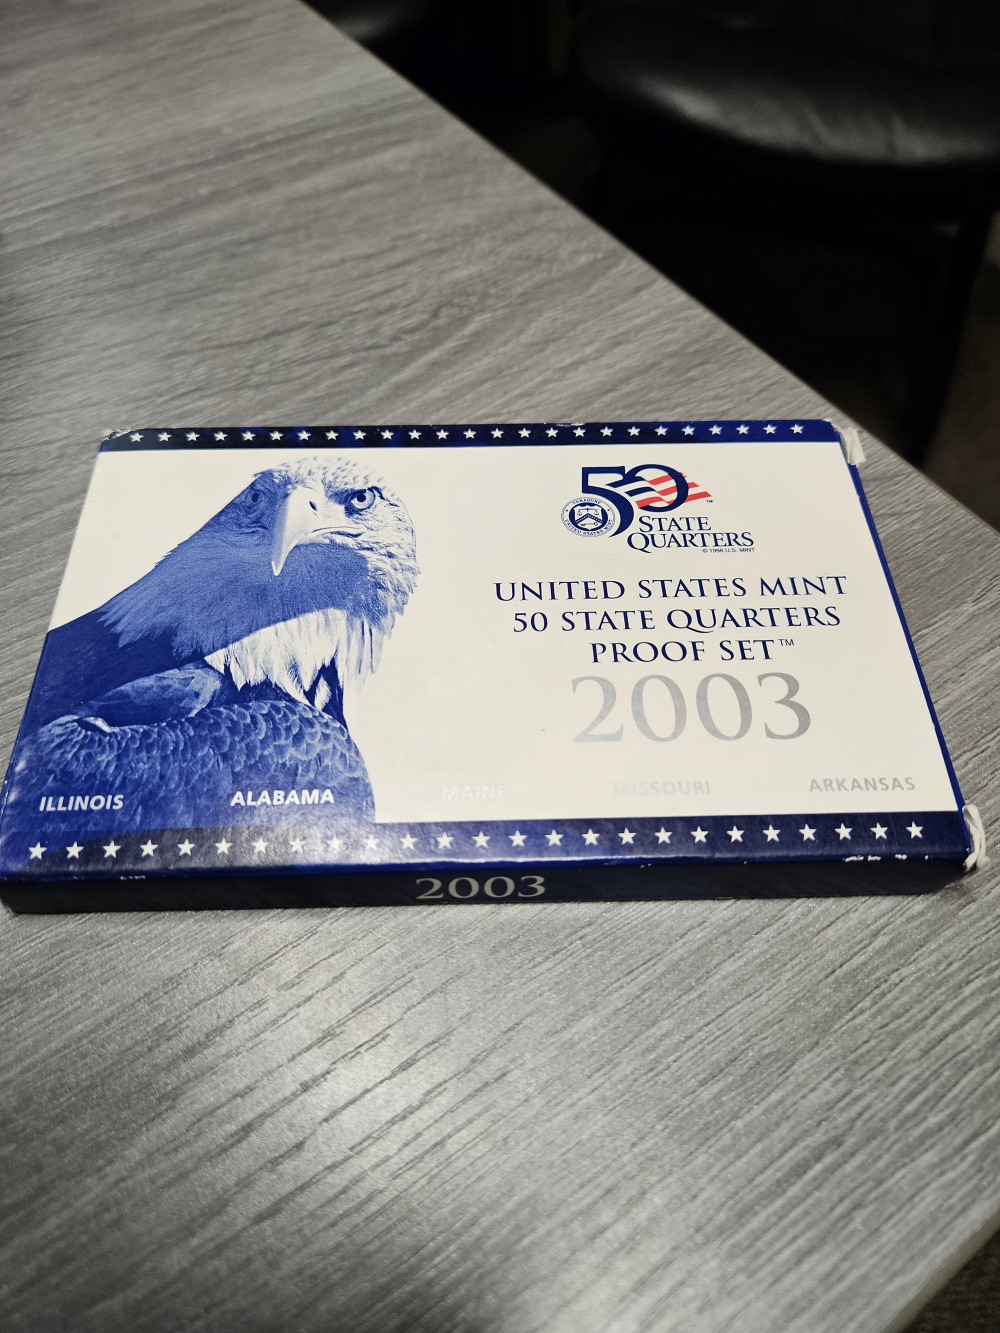 50
STATE
QUARTERS
© 1998 U.S. MINT
UNITED STATES MINT
50 STATE QUARTERS
PROOF SET™
2003
ILLINOIS ALABAMA MAINE MISSOURI ARKANSAS
2003